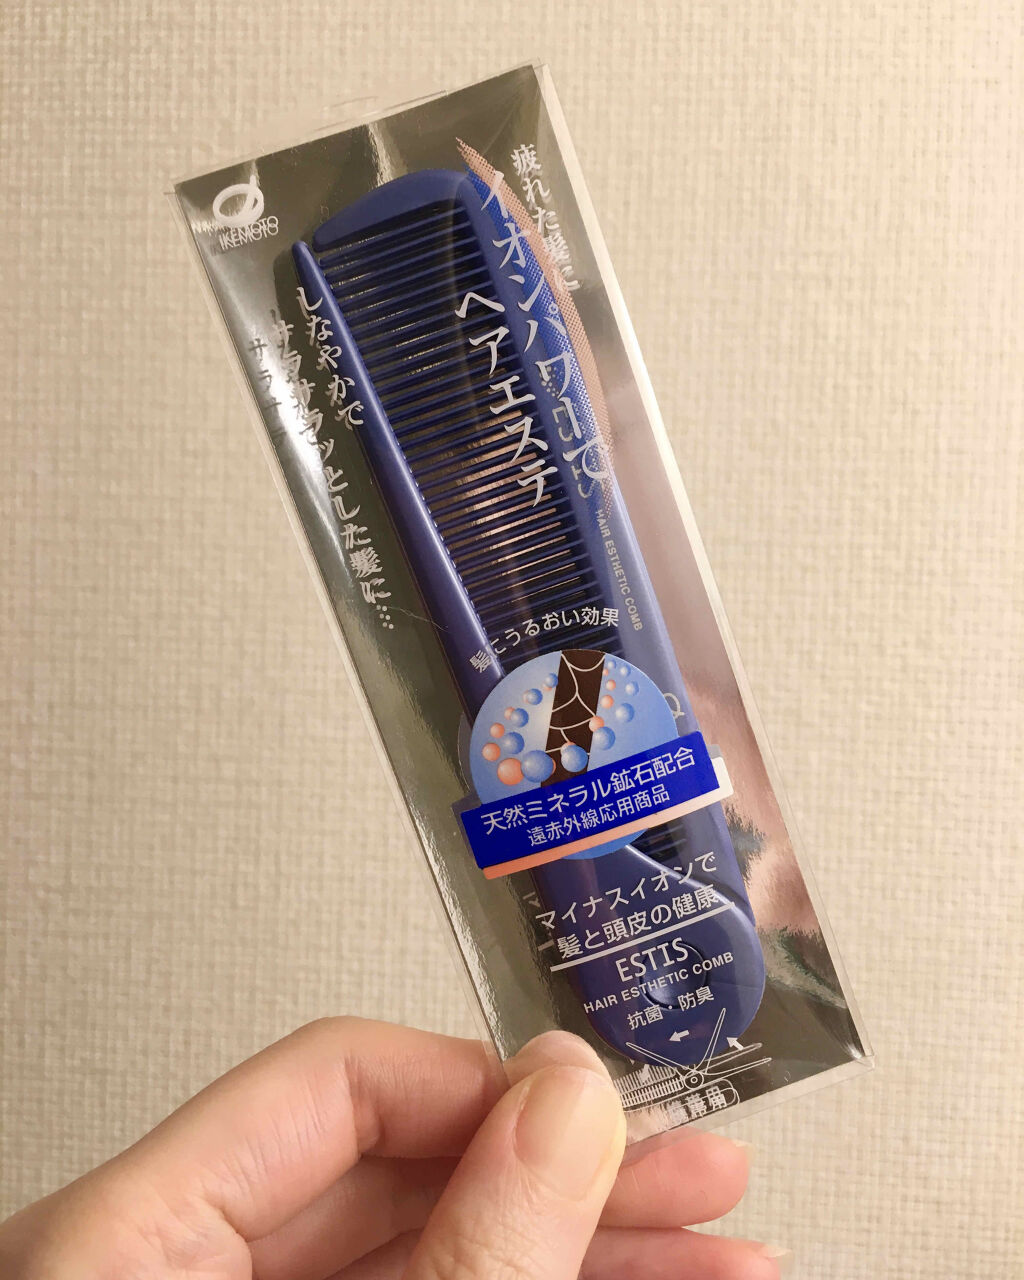 IKEMOTO
疲れた髪に
イオンパワーで
ヘアエステ
しなやかで
サラサラッとした髪に…
HAIR ESTHETIC COMB
髪にうるおい効果
天然ミネラル鉱石配合
遠赤外線応用商品
マイナスイオンで
髪と頭皮の健康
ESTIS
HAIR ESTHETIC COMB
抗菌・防臭
携帯用